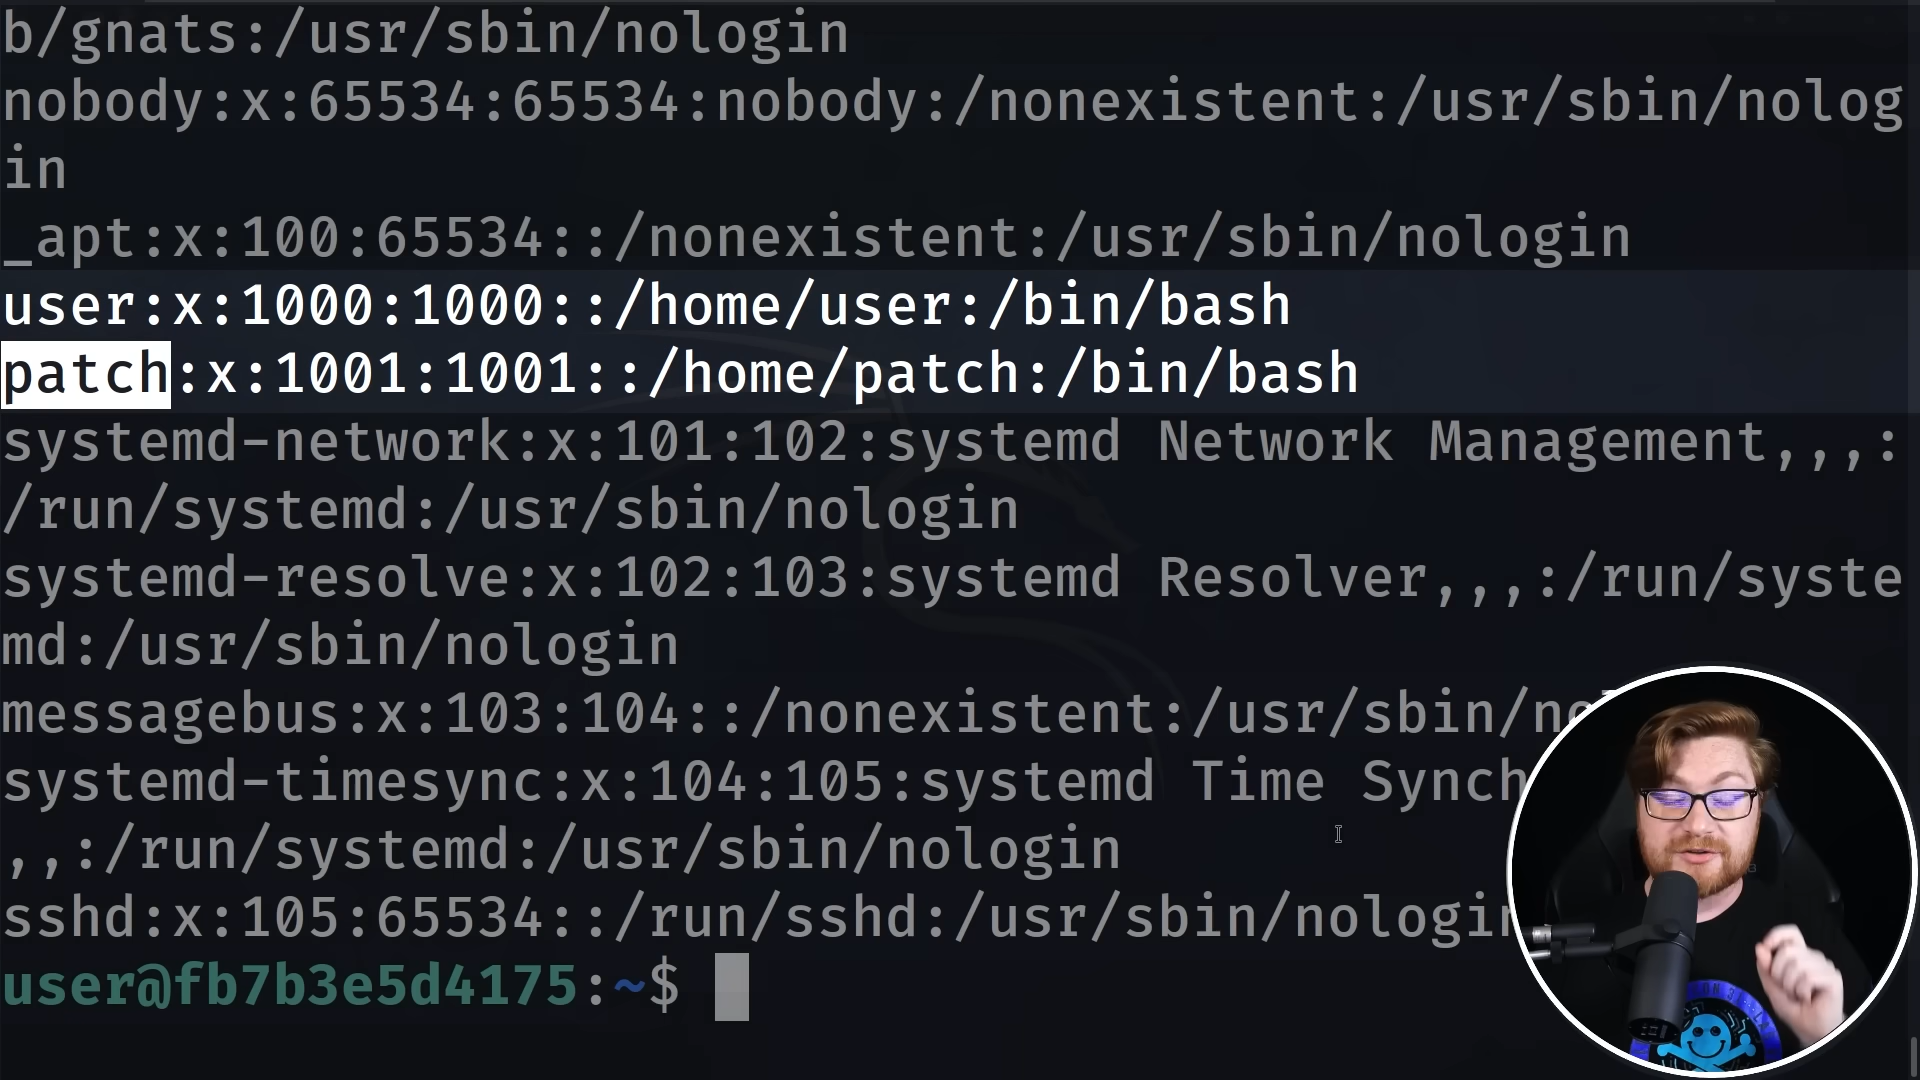 b/gnats:/usr/sbin/nologin
nobody:x:65534:65534:nobody:/nonexistent:/usr/sbin/nolog
in
_apt:x:100:65534::/nonexistent:/usr/sbin/nologin
user:x:1000:1000::/home/user:/bin/bash
patch:x:1001:1001::/home/patch:/bin/bash
systemd-network:x:101:102:systemd Network Management,,,:
/run/systemd:/usr/sbin/nologin
systemd-resolve:x:102:103:systemd Resolver,,,:/run/syste
md:/usr/sbin/nologin
messagebus:x:103:104::/nonexistent:/usr/sbin/no
systemd-timesync:x:104:105:systemd Time Synch
,,:/run/systemd:/usr/sbin/nologin
sshd:x:105:65534::/run/sshd:/usr/sbin/nologin
user@fb7b3e5d4175:~$